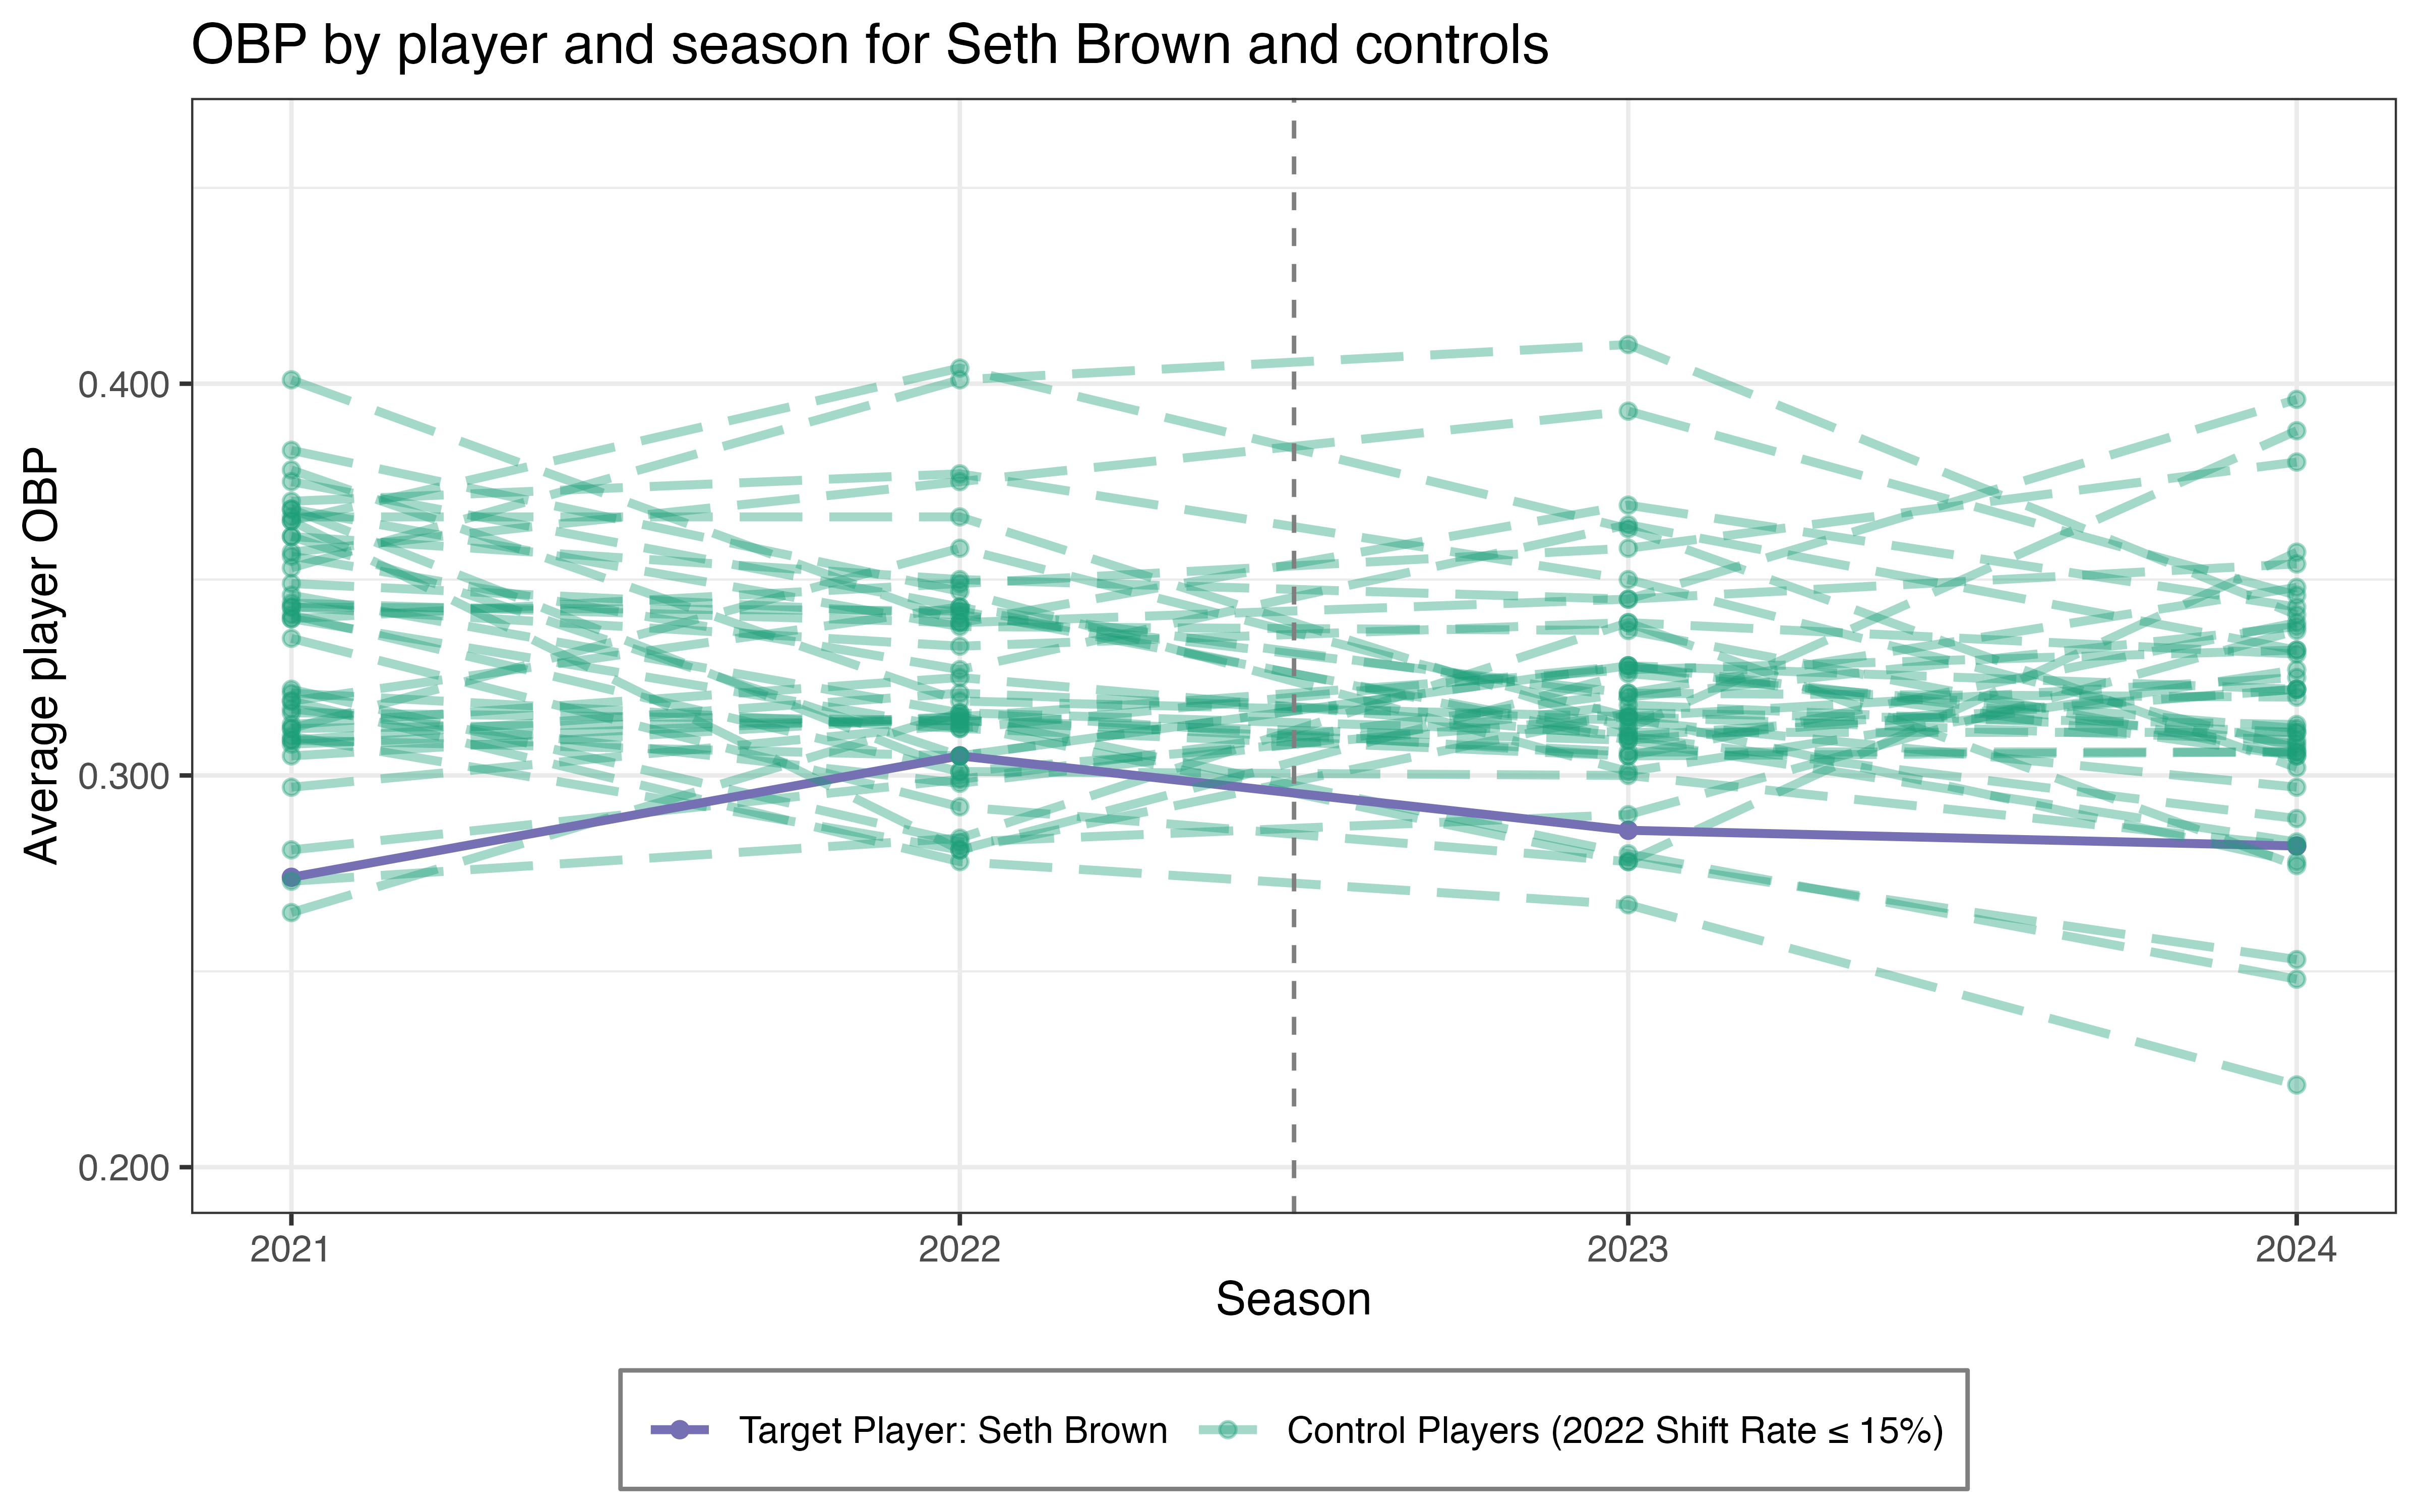 OBP by player and season for Seth Brown and controls
Average player OBP
0.400
0.300
0.200
2021
2022
2023
2024
Season
Target Player: Seth Brown
Control Players (2022 Shift Rate ≤ 15%)